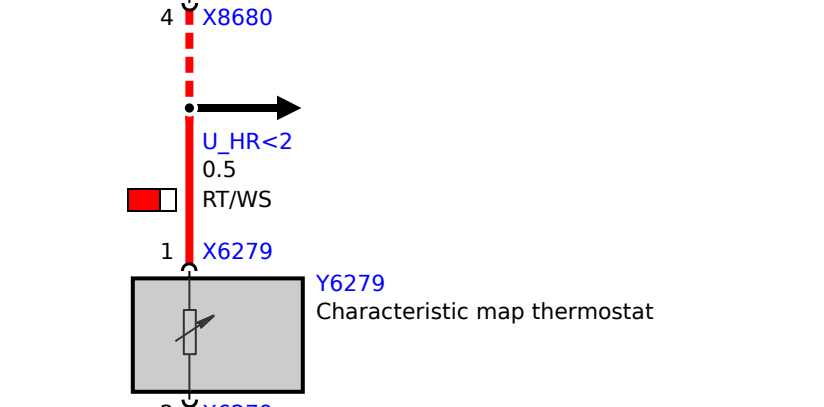 4 X8680
U_HR<2
0.5
RT/WS
1 X6279
Y6279
Characteristic map thermostat